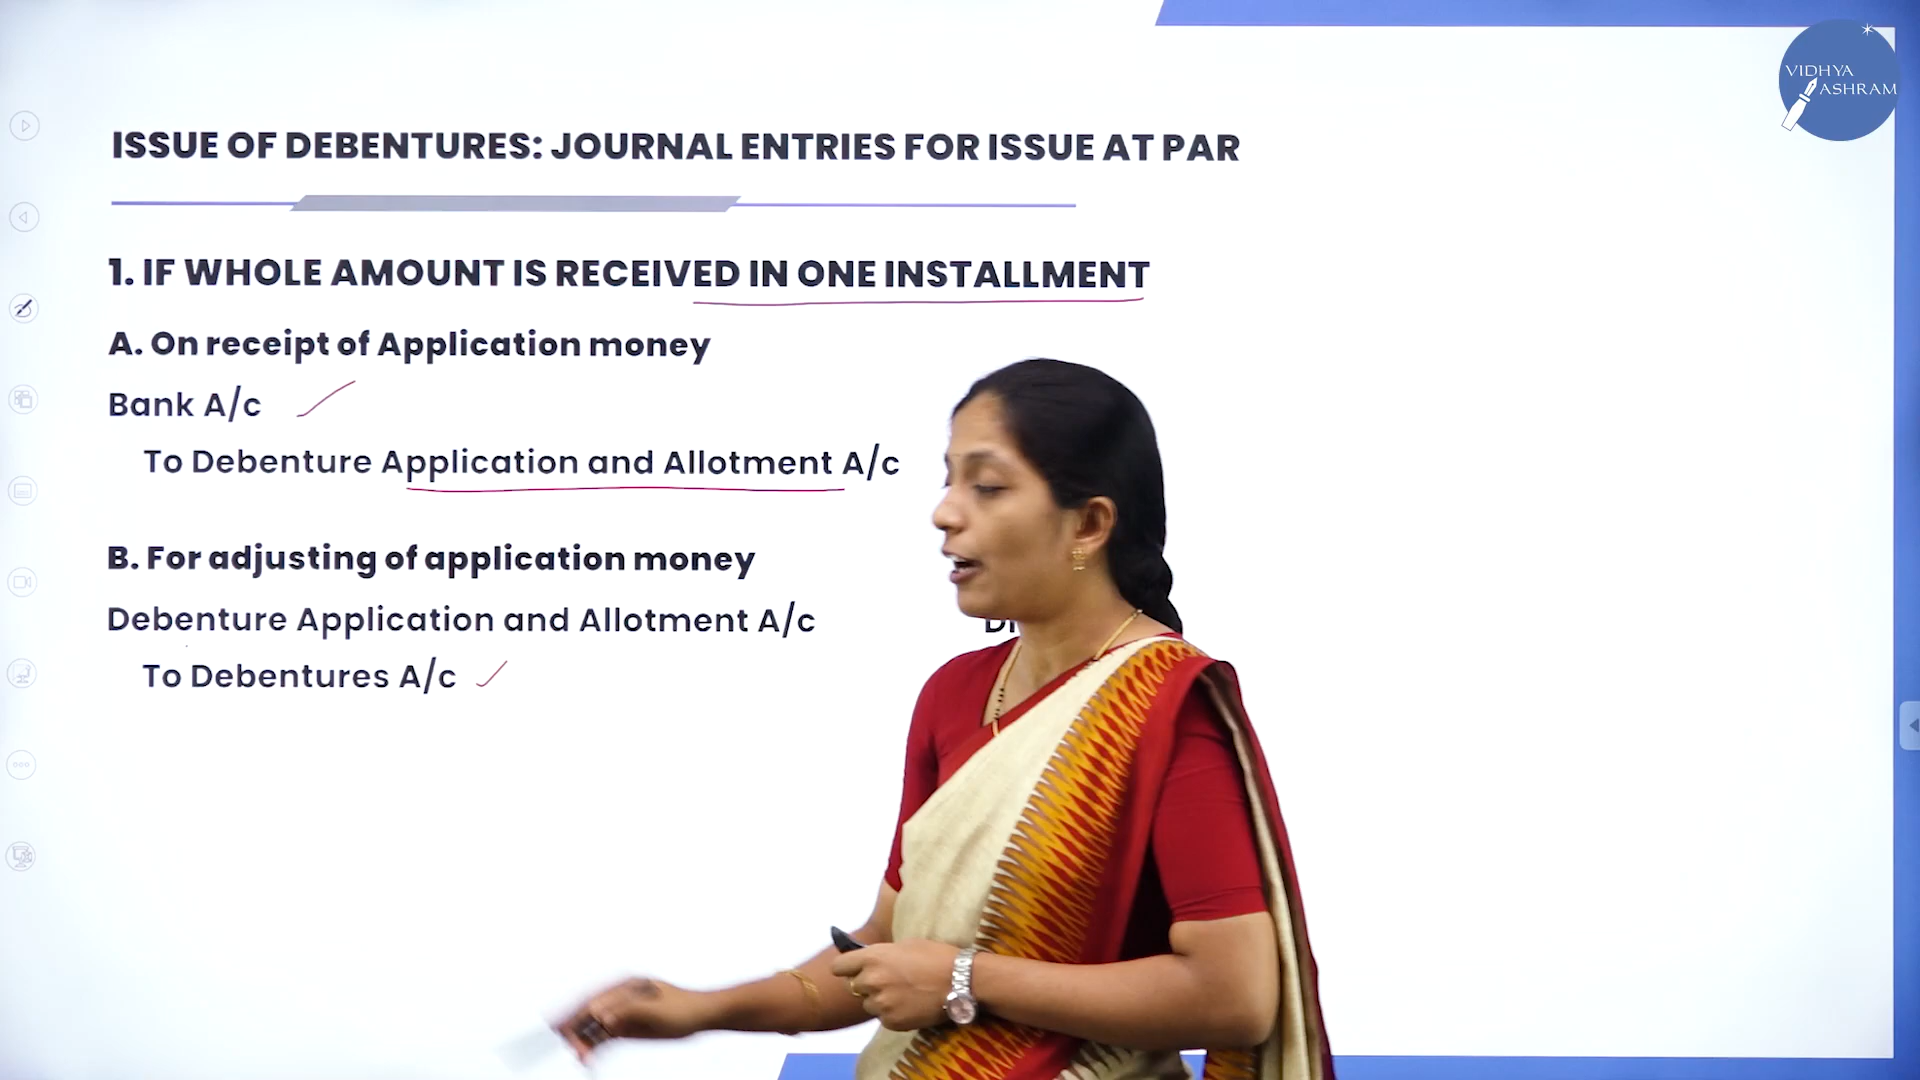 VIDHYA
ASHRAM
ISSUE OF DEBENTURES: JOURNAL ENTRIES FOR ISSUE AT PAR
1. IF WHOLE AMOUNT IS RECEIVED IN ONE INSTALLMENT
A. On receipt of Application money
Bank A/c
To Debenture Application and Allotment A/c
B. For adjusting of application money
Debenture Application and Allotment A/c
To Debentures A/c